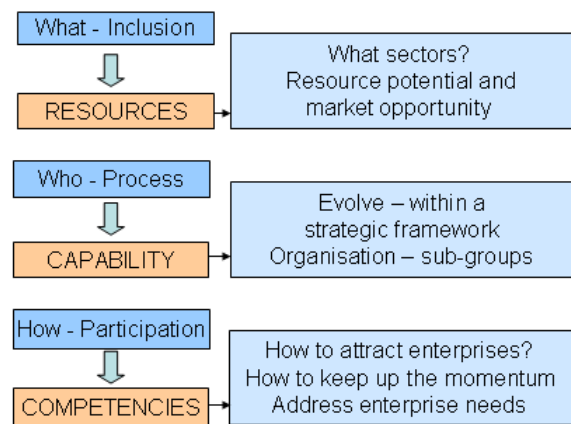 What - Inclusion
RESOURCES
What sectors?
Resource potential and
market opportunity
Who - Process
CAPABILITY
Evolve – within a
strategic framework
Organisation – sub-groups
How - Participation
COMPETENCIES
How to attract enterprises?
How to keep up the momentum
Address enterprise needs